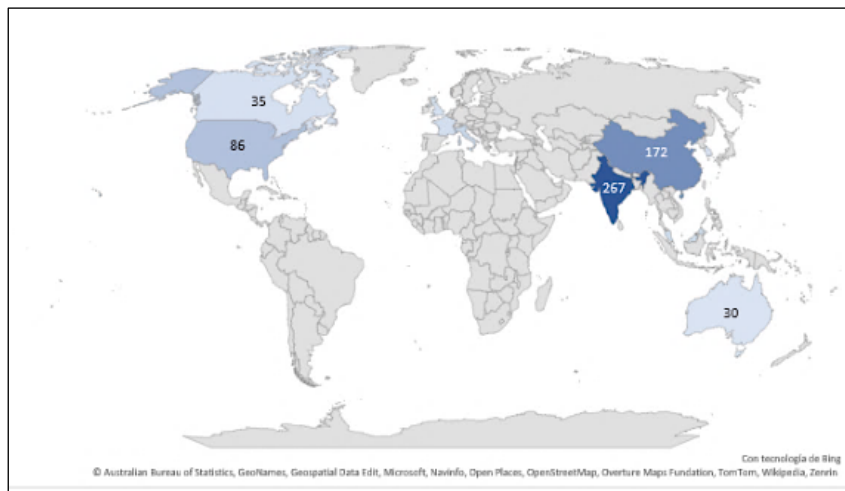 35
86
172
267
30
Con tecnología de Bing
© Australian Bureau of Statistics, GeoNames, Geospatial Data Edit, Microsoft, Navinfo, Open Places, OpenStreetMap, Overture Maps Fundation, TomTom, Wikipedia, Zenrin